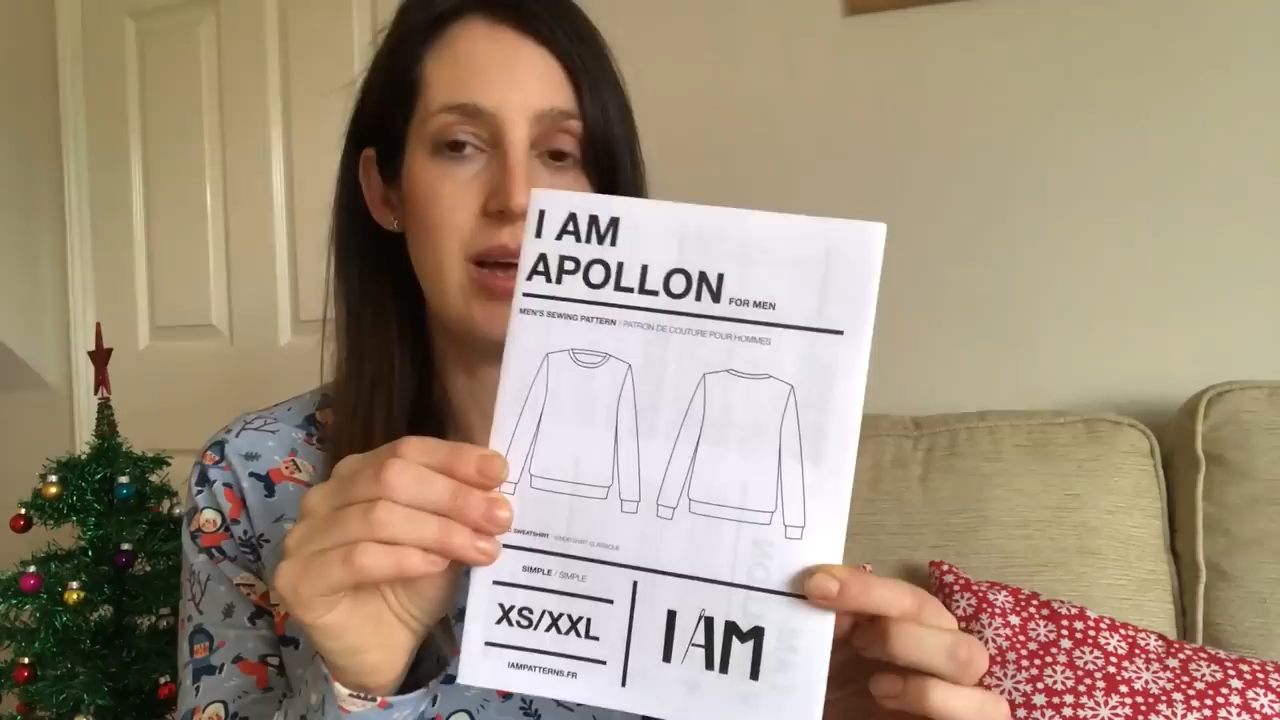 I AM
APOLLON FOR MEN
MEN'S SEWING PATTERN / PATRON DE COUTURE POUR HOMMES
SWEATSHIRT
SIMPLE / SIMPLE
XS/XXL
IAMPATTERNS.FR
I AM